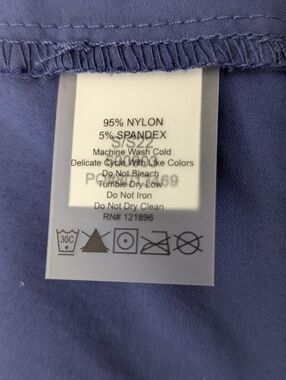 95% NYLON
5% SPANDEX
S/S22
Machine Wash Cold
Delicate Cycle With Like Colors
Do Not Bleach
Tumble Dry Low
Do Not Iron
Do Not Dry Clean
RN# 121896
30C